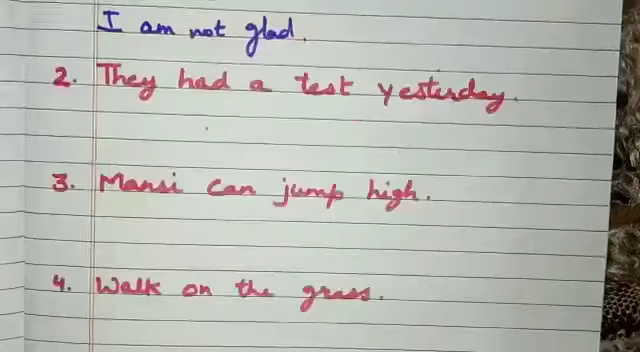 I am not glad.
2. They had a test yesterday.
3. Mansi can jump high.
4. Walk on the grass.